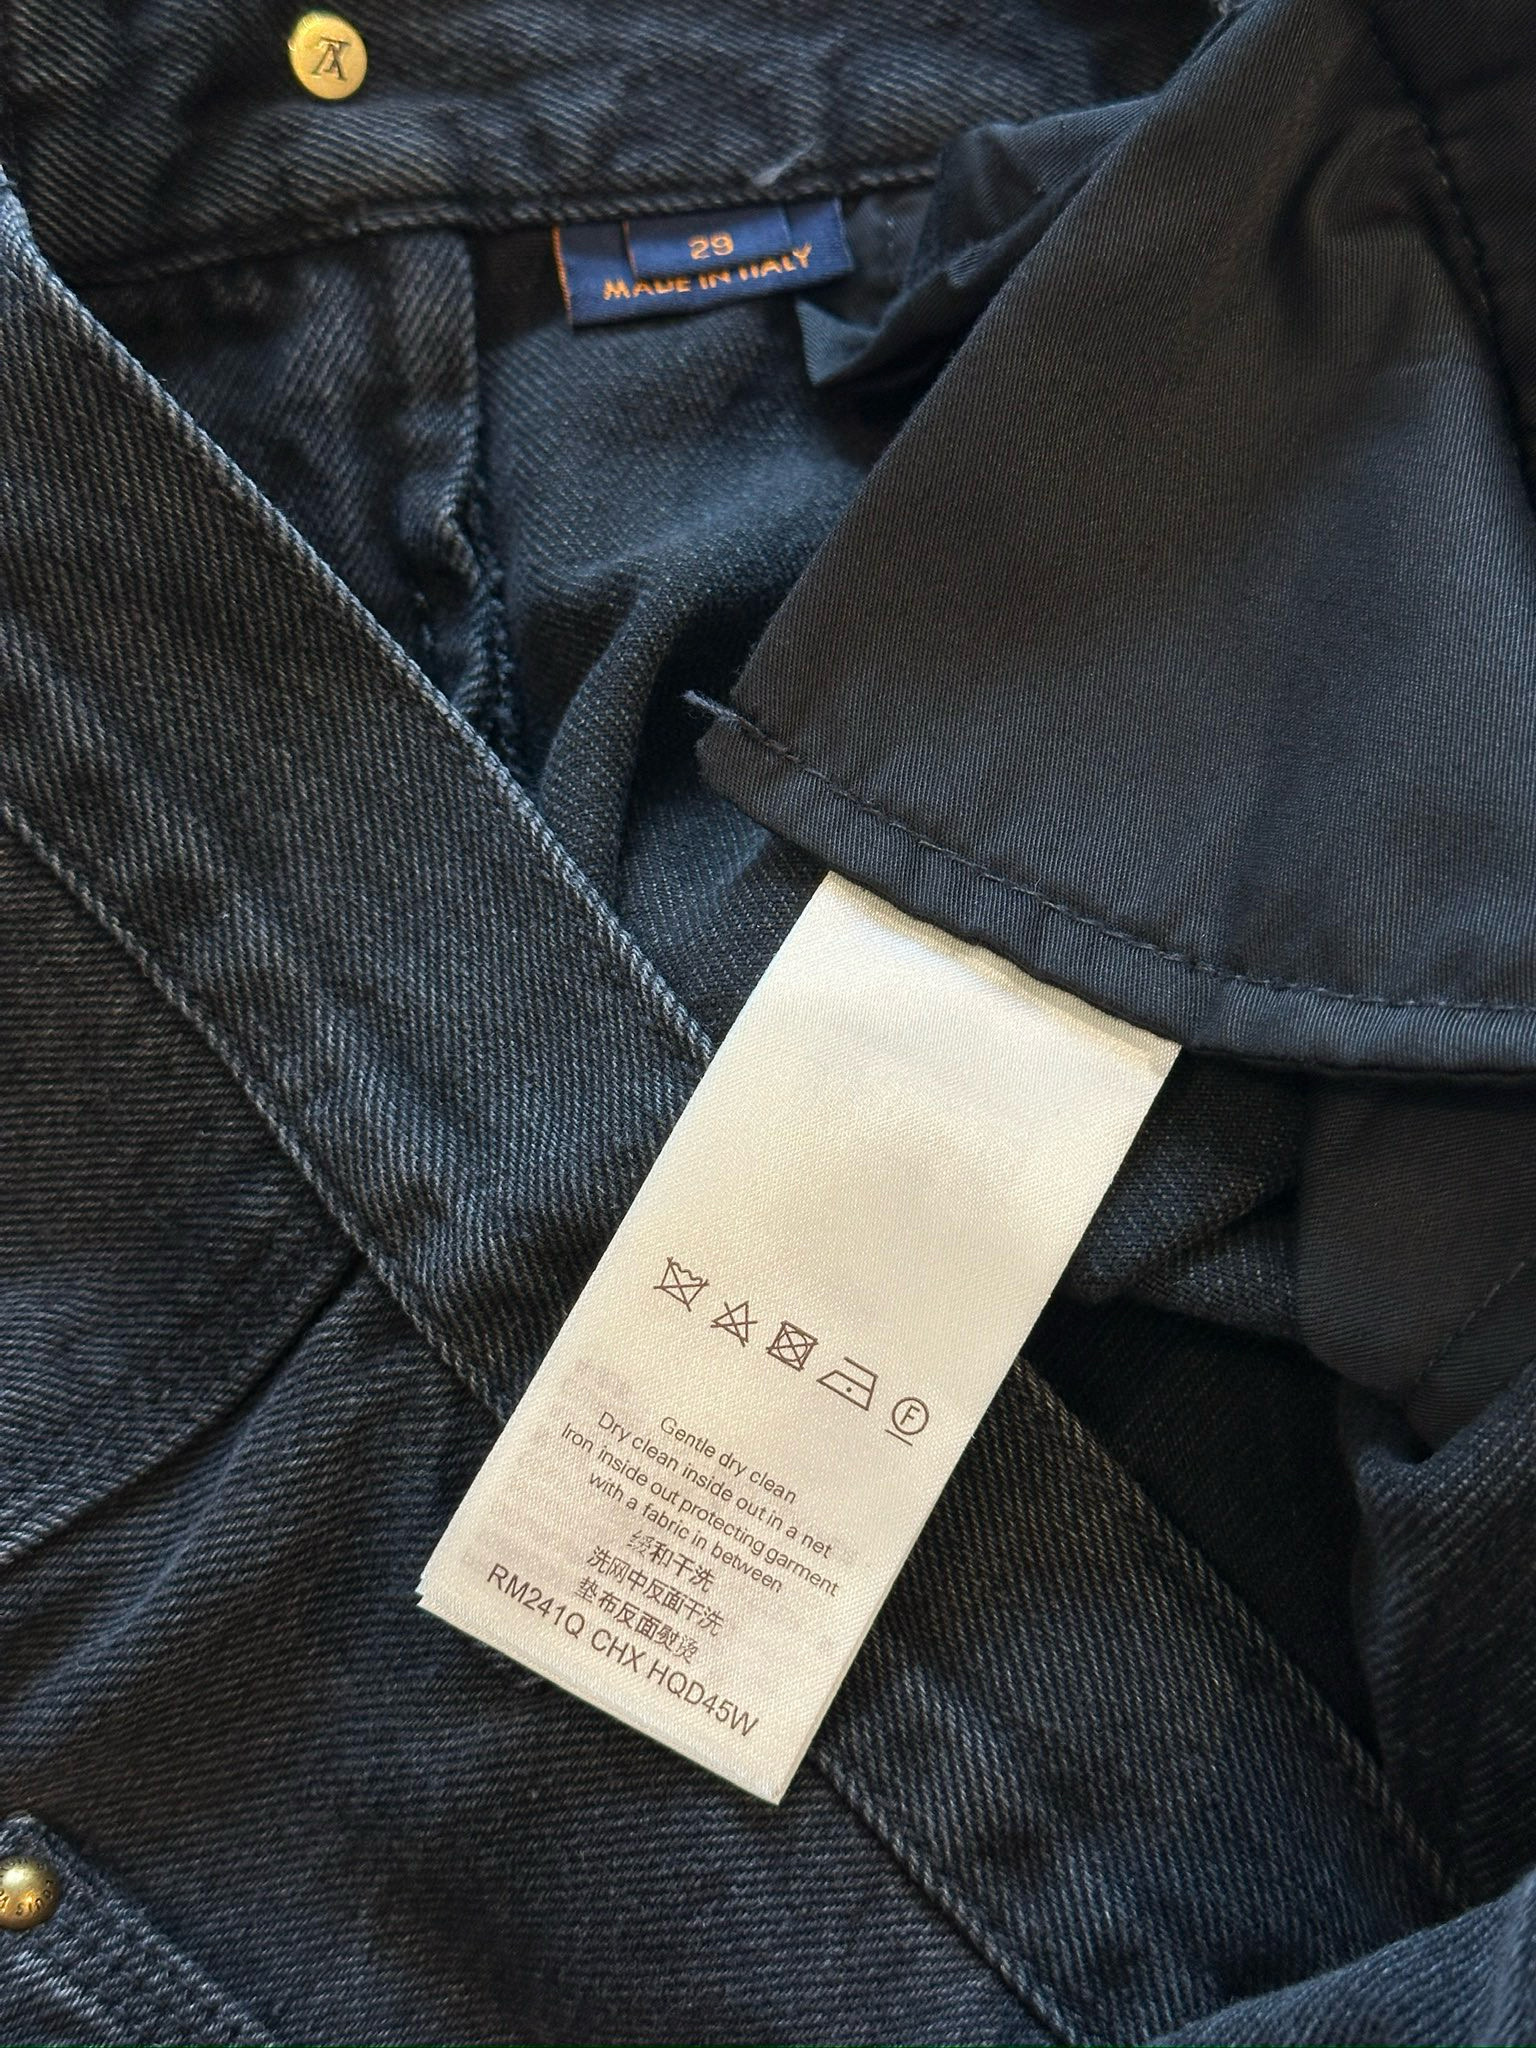 29
MADE IN ITALY
F
Gentle dry clean
Dry clean inside out in a net
Iron inside out protecting garment
with a fabric in between
缓和干洗
洗网中反面干洗
垫布反面熨烫
RM241Q CHX HQD45W
LOUIS